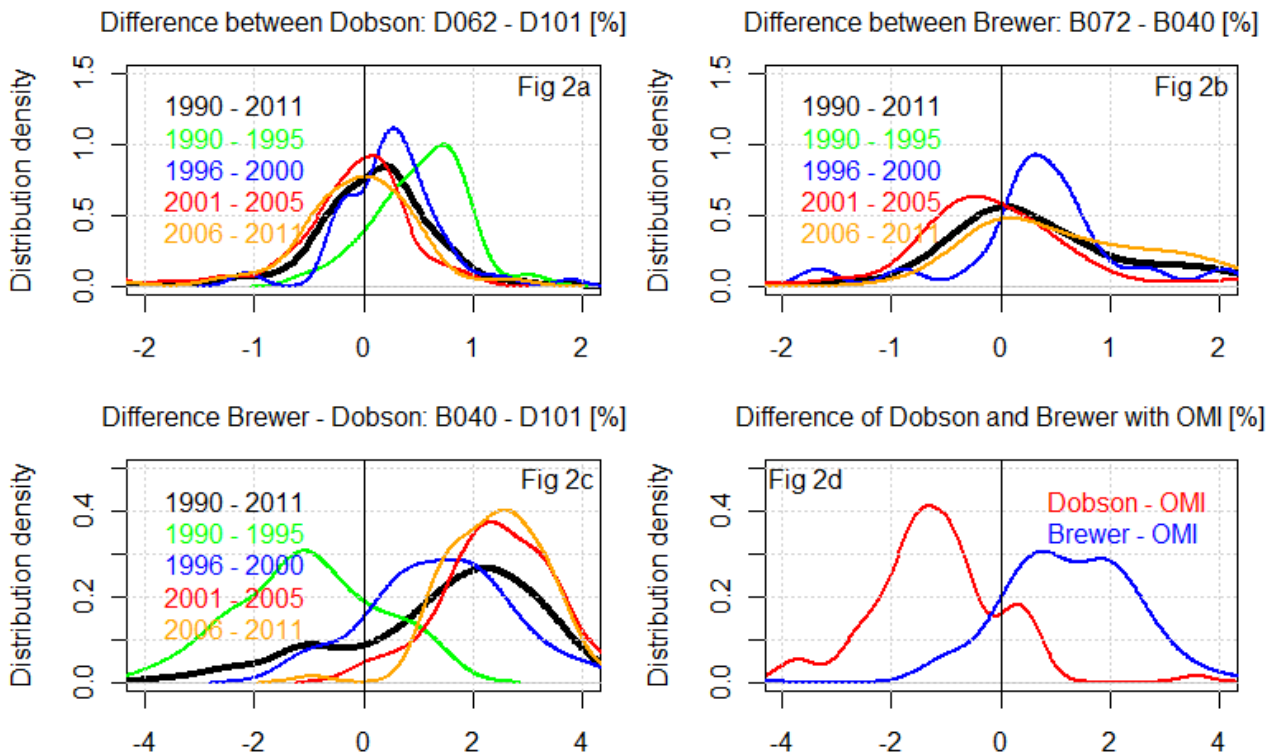 Difference between Dobson: D062 - D101 [%]
Distribution density
1.5
1.0
0.5
0.0
Fig 2a
1990 - 2011
1990 - 1995
1996 - 2000
2001 - 2005
2006 - 2011
-2 -1 0 1 2
Difference between Brewer: B072 - B040 [%]
Distribution density
1.5
1.0
0.5
0.0
Fig 2b
1990 - 2011
1990 - 1995
1996 - 2000
2001 - 2005
2006 - 2011
-2 -1 0 1 2
Difference Brewer - Dobson: B040 - D101 [%]
Distribution density
0.4
0.2
0.0
Fig 2c
1990 - 2011
1990 - 1995
1996 - 2000
2001 - 2005
2006 - 2011
-4 -2 0 2 4
Difference of Dobson and Brewer with OMI [%]
Distribution density
0.4
0.2
0.0
Fig 2d
Dobson - OMI
Brewer - OMI
-4 -2 0 2 4